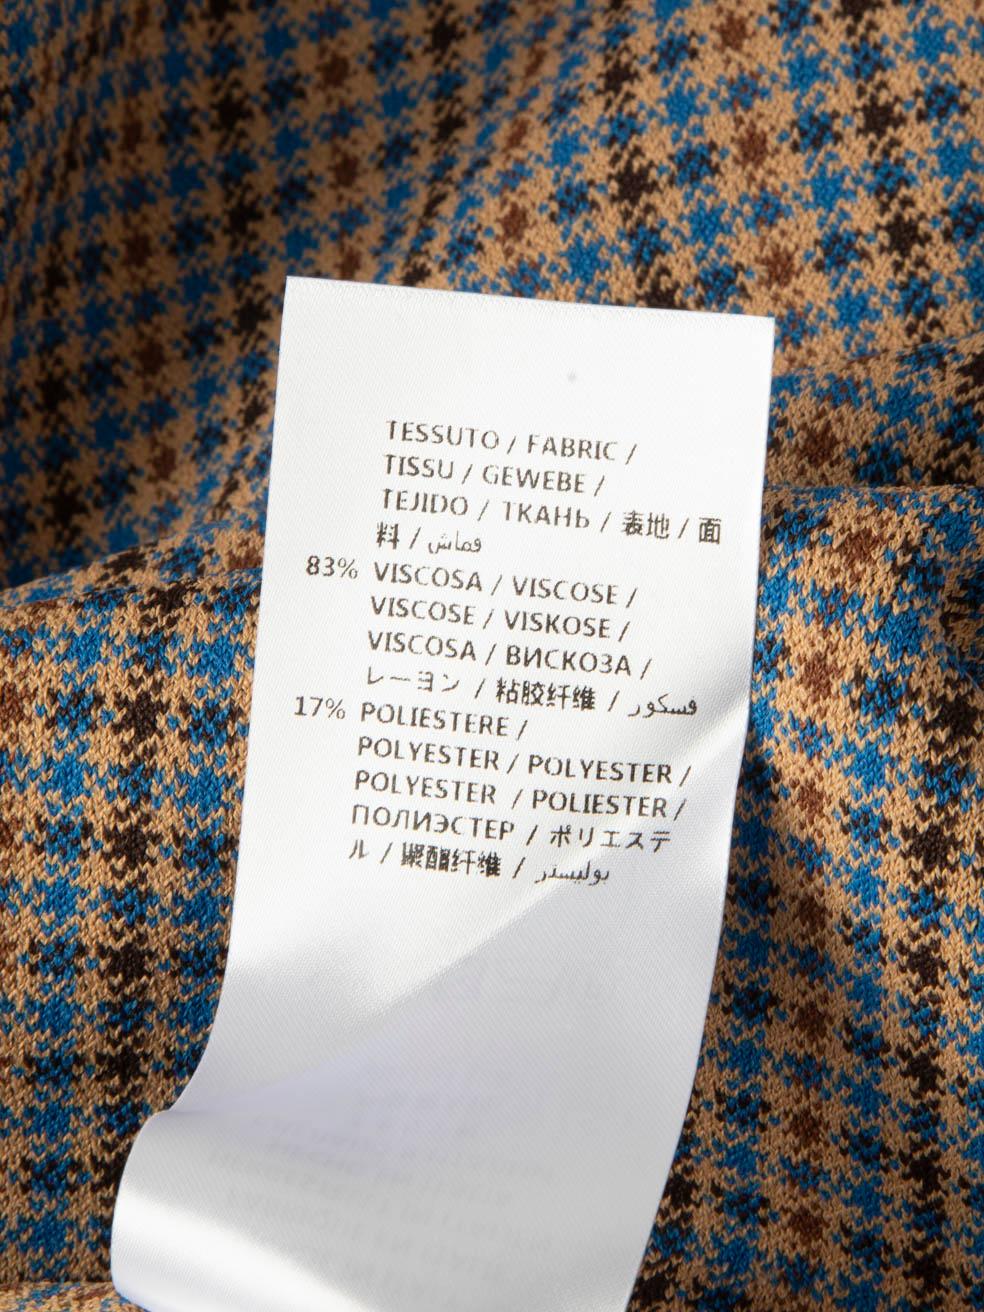 TESSUTO / FABRIC /
TISSU / GEWEBE /
TEJIDO / ТКАНЬ / 表地 / 面
料 / قماش
83% VISCOSA / VISCOSE /
VISCOSE / VISKOSE /
VISCOSA / ВИСКОЗА /
レーヨン / 粘胶纤维 / فسكور
17% POLIESTERE /
POLYESTER / POLYESTER /
POLYESTER / POLIESTER /
ПОЛИЭСТЕР / ポリエステ
ル / 聚酯纤维 / بوليستر